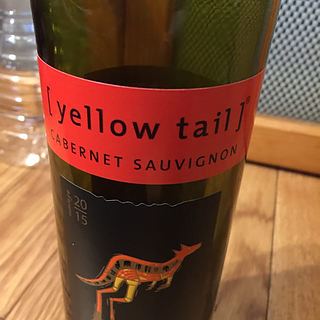 [ yellow tail ]®
CABERNET SAUVIGNON
20
15